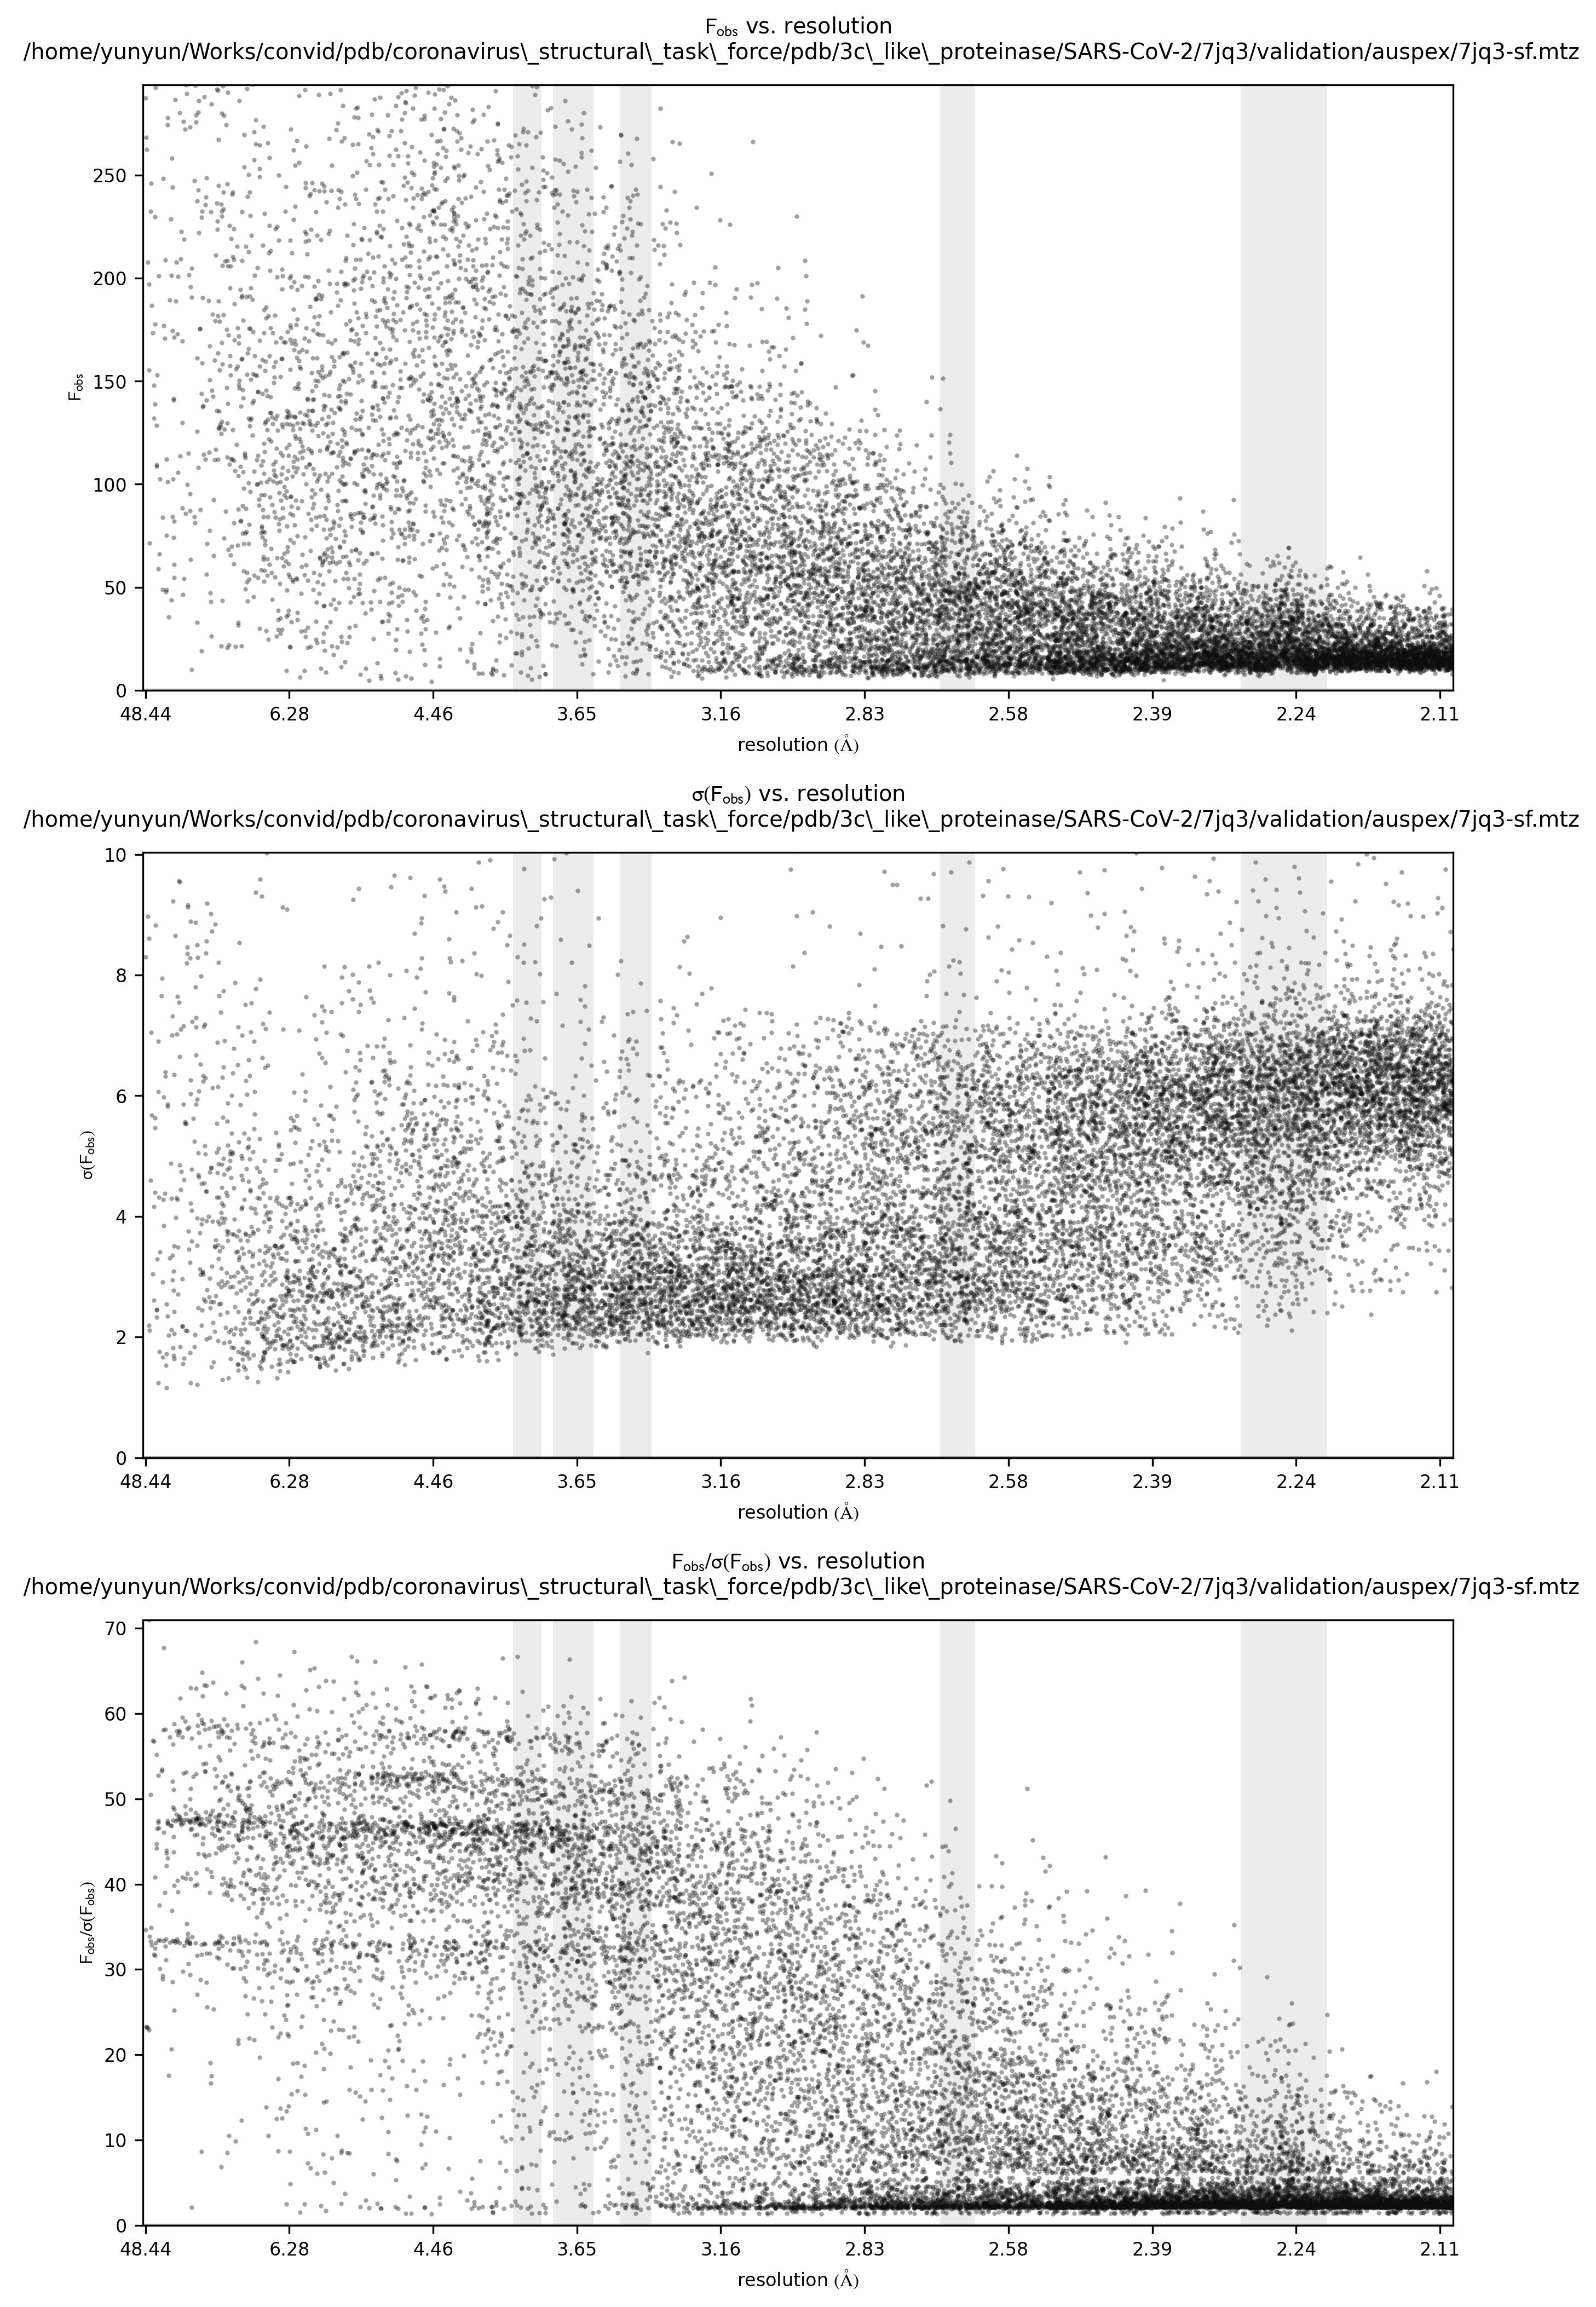 Fobs vs. resolution
/home/yunyun/Works/convid/pdb/coronavirus\_structural\_task\_force/pdb/3c\_like\_proteinase/SARS-CoV-2/7jq3/validation/auspex/7jq3-sf.mtz
250
200
150
100
50
0
Fobs
48.44 6.28 4.46 3.65 3.16 2.83 2.58 2.39 2.24 2.11
resolution (Å)
σ(Fobs) vs. resolution
/home/yunyun/Works/convid/pdb/coronavirus\_structural\_task\_force/pdb/3c\_like\_proteinase/SARS-CoV-2/7jq3/validation/auspex/7jq3-sf.mtz
10
8
6
4
2
0
σ(Fobs)
48.44 6.28 4.46 3.65 3.16 2.83 2.58 2.39 2.24 2.11
resolution (Å)
Fobs/σ(Fobs) vs. resolution
/home/yunyun/Works/convid/pdb/coronavirus\_structural\_task\_force/pdb/3c\_like\_proteinase/SARS-CoV-2/7jq3/validation/auspex/7jq3-sf.mtz
70
60
50
40
30
20
10
0
Fobs/σ(Fobs)
48.44 6.28 4.46 3.65 3.16 2.83 2.58 2.39 2.24 2.11
resolution (Å)